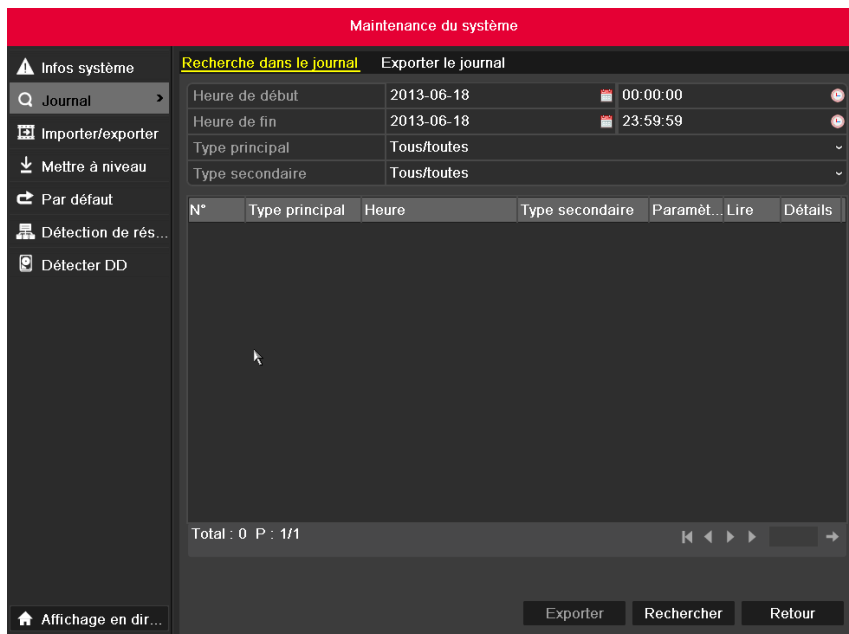 Maintenance du système
Infos système
Journal
Importer/exporter
Mettre à niveau
Par défaut
Détection de rés...
Détecter DD
Affichage en dir...
Recherche dans le journal Exporter le journal
Heure de début 2013-06-18 00:00:00
Heure de fin 2013-06-18 23:59:59
Type principal Tous/toutes
Type secondaire Tous/toutes
N° Type principal Heure Type secondaire Paramèt... Lire Détails
Total : 0 P : 1/1
Exporter Rechercher Retour